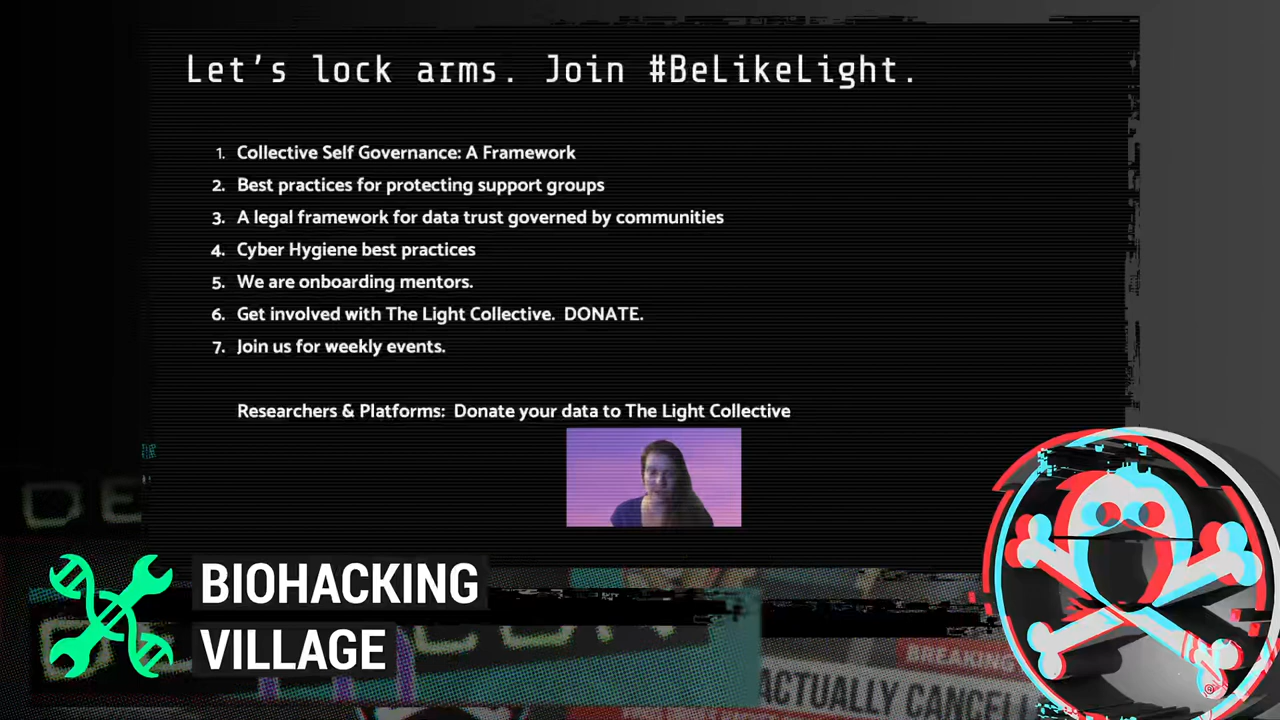 Let's lock arms. Join #BeLikeLight.
1. Collective Self Governance: A Framework
2. Best practices for protecting support groups
3. A legal framework for data trust governed by communities
4. Cyber Hygiene best practices
5. We are onboarding mentors.
6. Get involved with The Light Collective. DONATE.
7. Join us for weekly events.
Researchers & Platforms: Donate your data to The Light Collective
DE
BIOHACKING
VILLAGE
BREAKING
ACTUALLY CANCELL